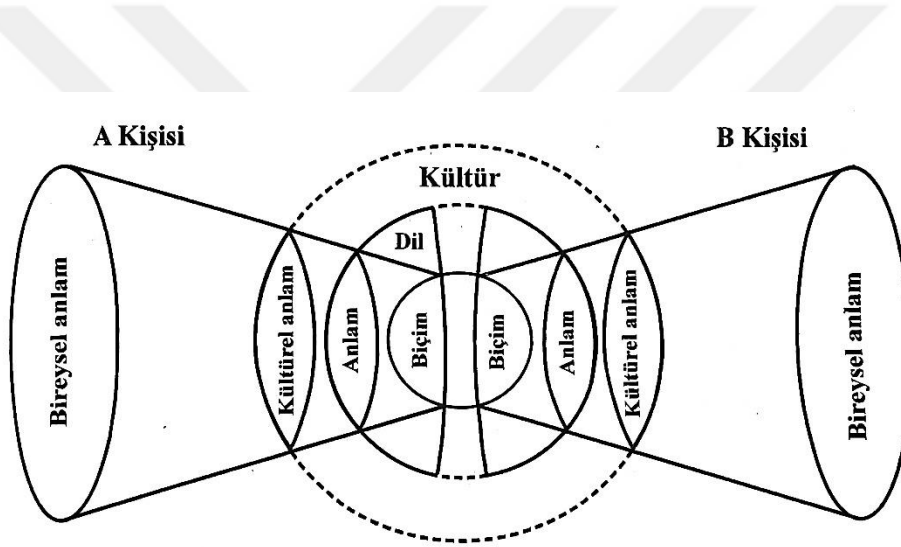 A Kişisi
B Kişisi
Kültür
Dil
Bireysel anlam
Kültürel anlam
Anlam
Biçim
Biçim
Anlam
Kültürel anlam
Bireysel anlam